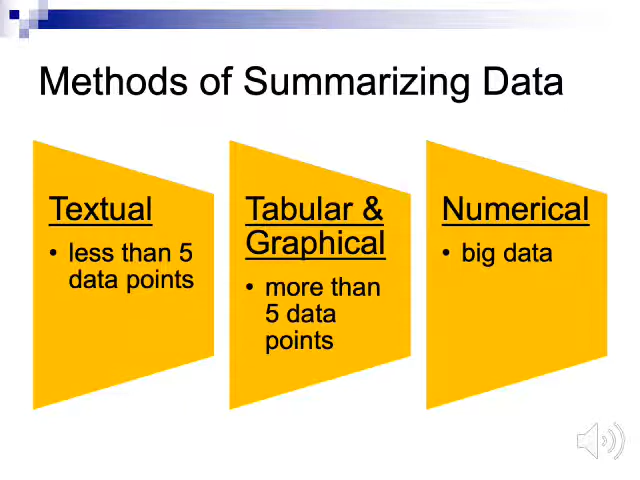 Methods of Summarizing Data
Textual
• less than 5
data points
Tabular &
Graphical
• more than
5 data
points
Numerical
• big data